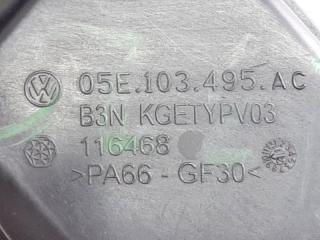 05E.103.495.AC
B3N KGETYPV03
116468
>PA66-GF30<